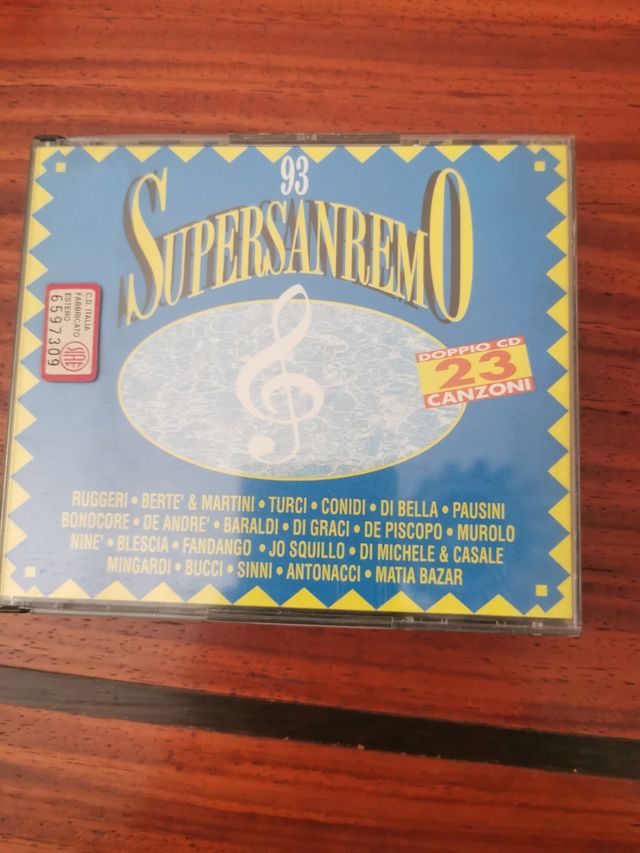 93
SUPERSANREMO
C.D. ITALIA
FABBRICATO
ESTERO
SIAE
6597309
DOPPIO CD
23
CANZONI
RUGGERI • BERTE' & MARTINI • TURCI • CONIDI • DI BELLA • PAUSINI
BONOCORE • DE ANDRE' • BARALDI • DI GRACI • DE PISCOPO • MUROLO
NINE' • BLESCIA • FANDANGO • JO SQUILLO • DI MICHELE & CASALE
MINGARDI • BUCCI • SINNI • ANTONACCI • MATIA BAZAR